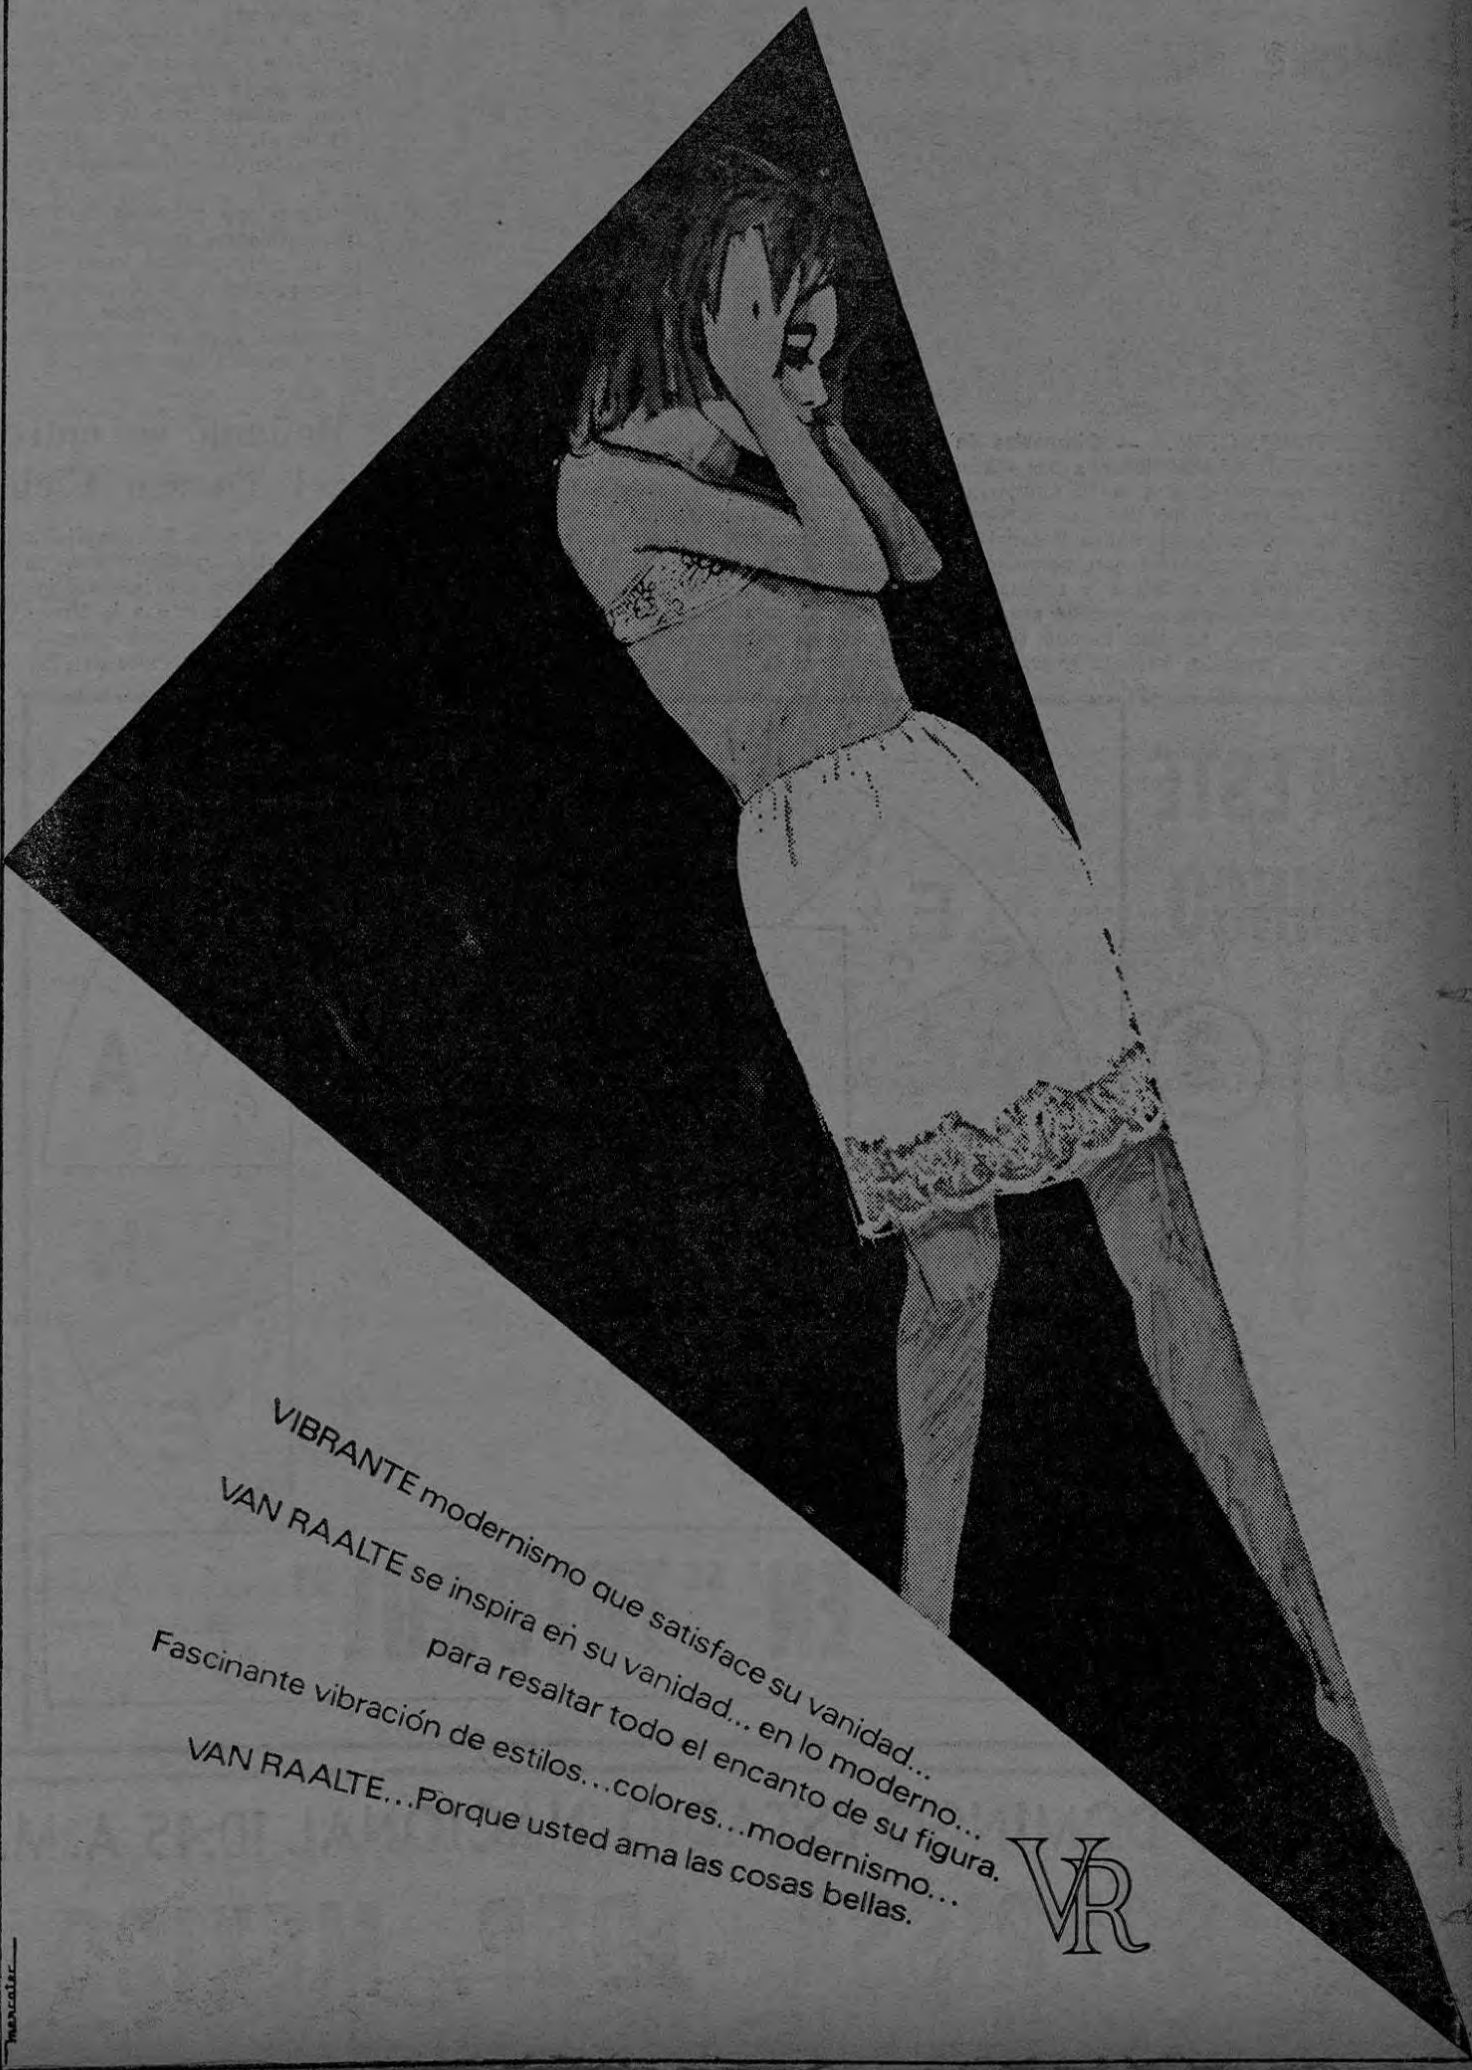 VIBRANTE modernismo que satisface su vanidad...
VAN RAALTE se inspira en su vanidad... en lo moderno...
para resaltar todo el encanto de su figura.
Fascinante vibración de estilos...colores...modernismo...
VAN RAALTE...Porque usted ama las cosas bellas.
VR
mercater